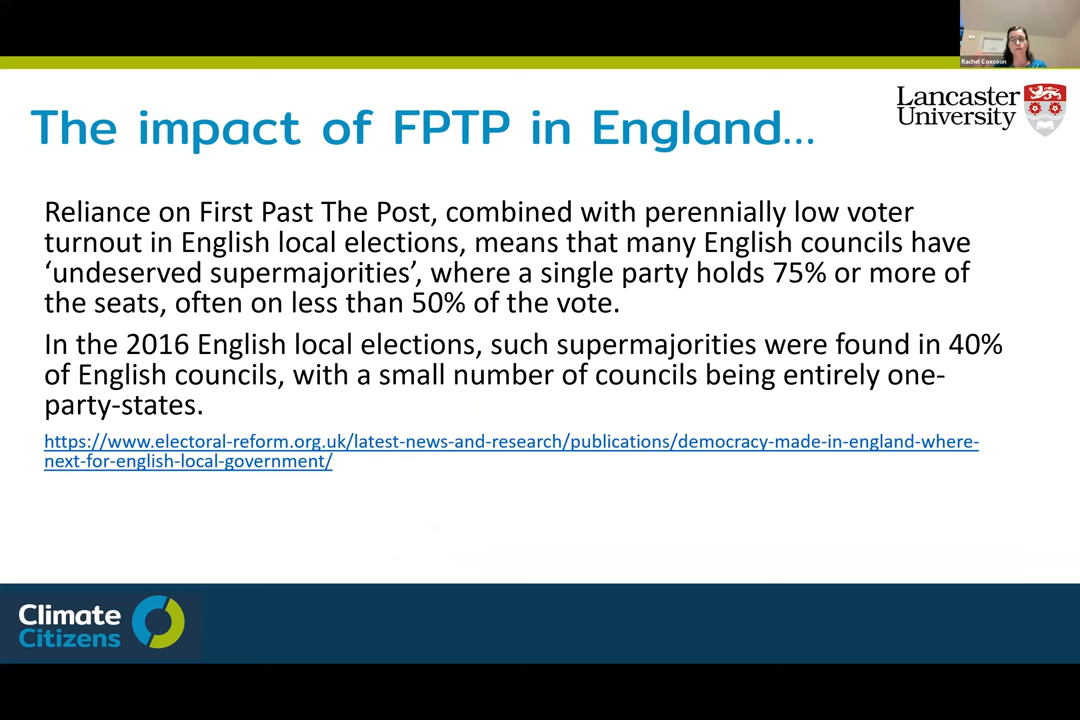 Rachel Coxcoon
Lancaster
University
The impact of FPTP in England...
Reliance on First Past The Post, combined with perennially low voter
turnout in English local elections, means that many English councils have
‘undeserved supermajorities’, where a single party holds 75% or more of
the seats, often on less than 50% of the vote.
In the 2016 English local elections, such supermajorities were found in 40%
of English councils, with a small number of councils being entirely one-
party-states.
https://www.electoral-reform.org.uk/latest-news-and-research/publications/democracy-made-in-england-where-
next-for-english-local-government/
Climate
Citizens